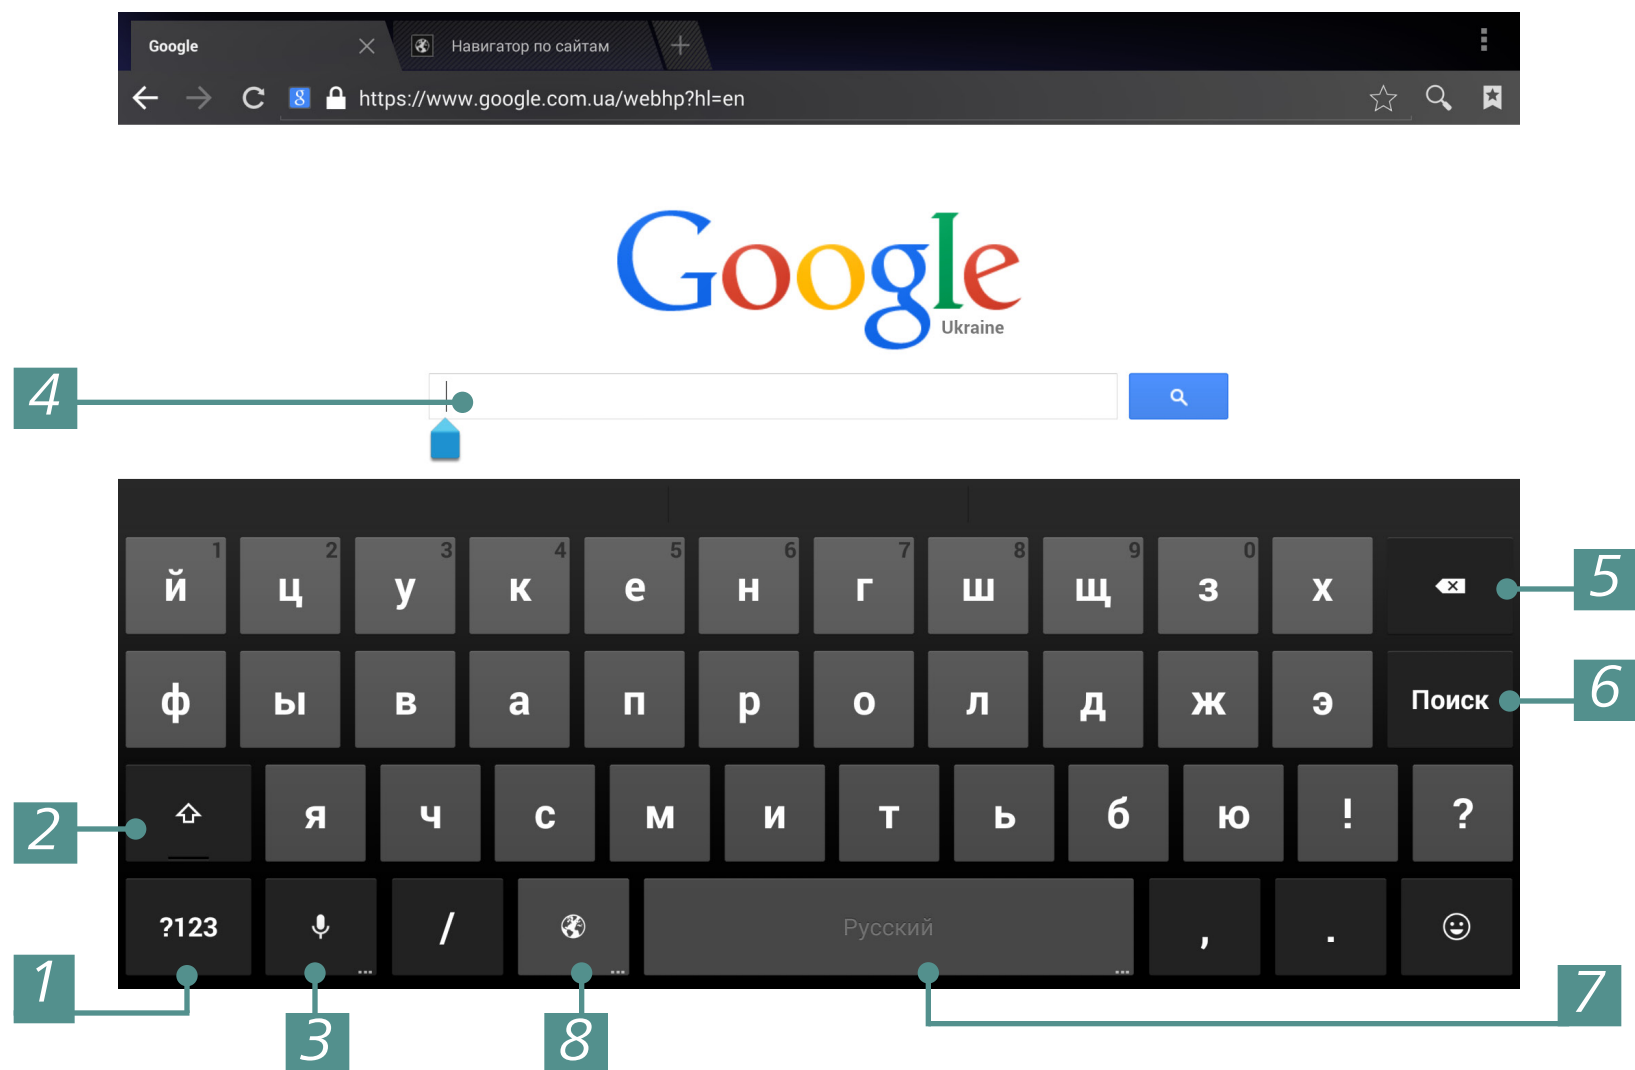 Google
Навигатор по сайтам
8 https://www.google.com.ua/webhp?hl=en
Google
Ukraine
4
1 2 3 4 5 6 7 8 9 0
й ц у к е н г ш щ з х
5
ф ы в а п р о л д ж э Поиск
6
2
я ч с м и т ь б ю ! ?
?123 / Русский , .
1
3
8
7